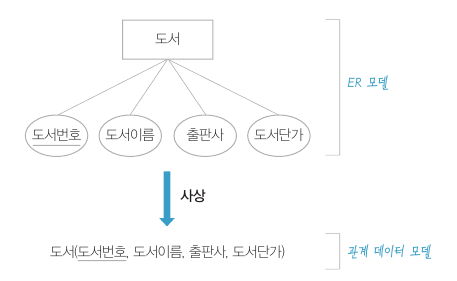 도서
ER 모델
도서번호 도서이름 출판사 도서단가
사상
도서(도서번호, 도서이름, 출판사, 도서단가)
관계 데이터 모델